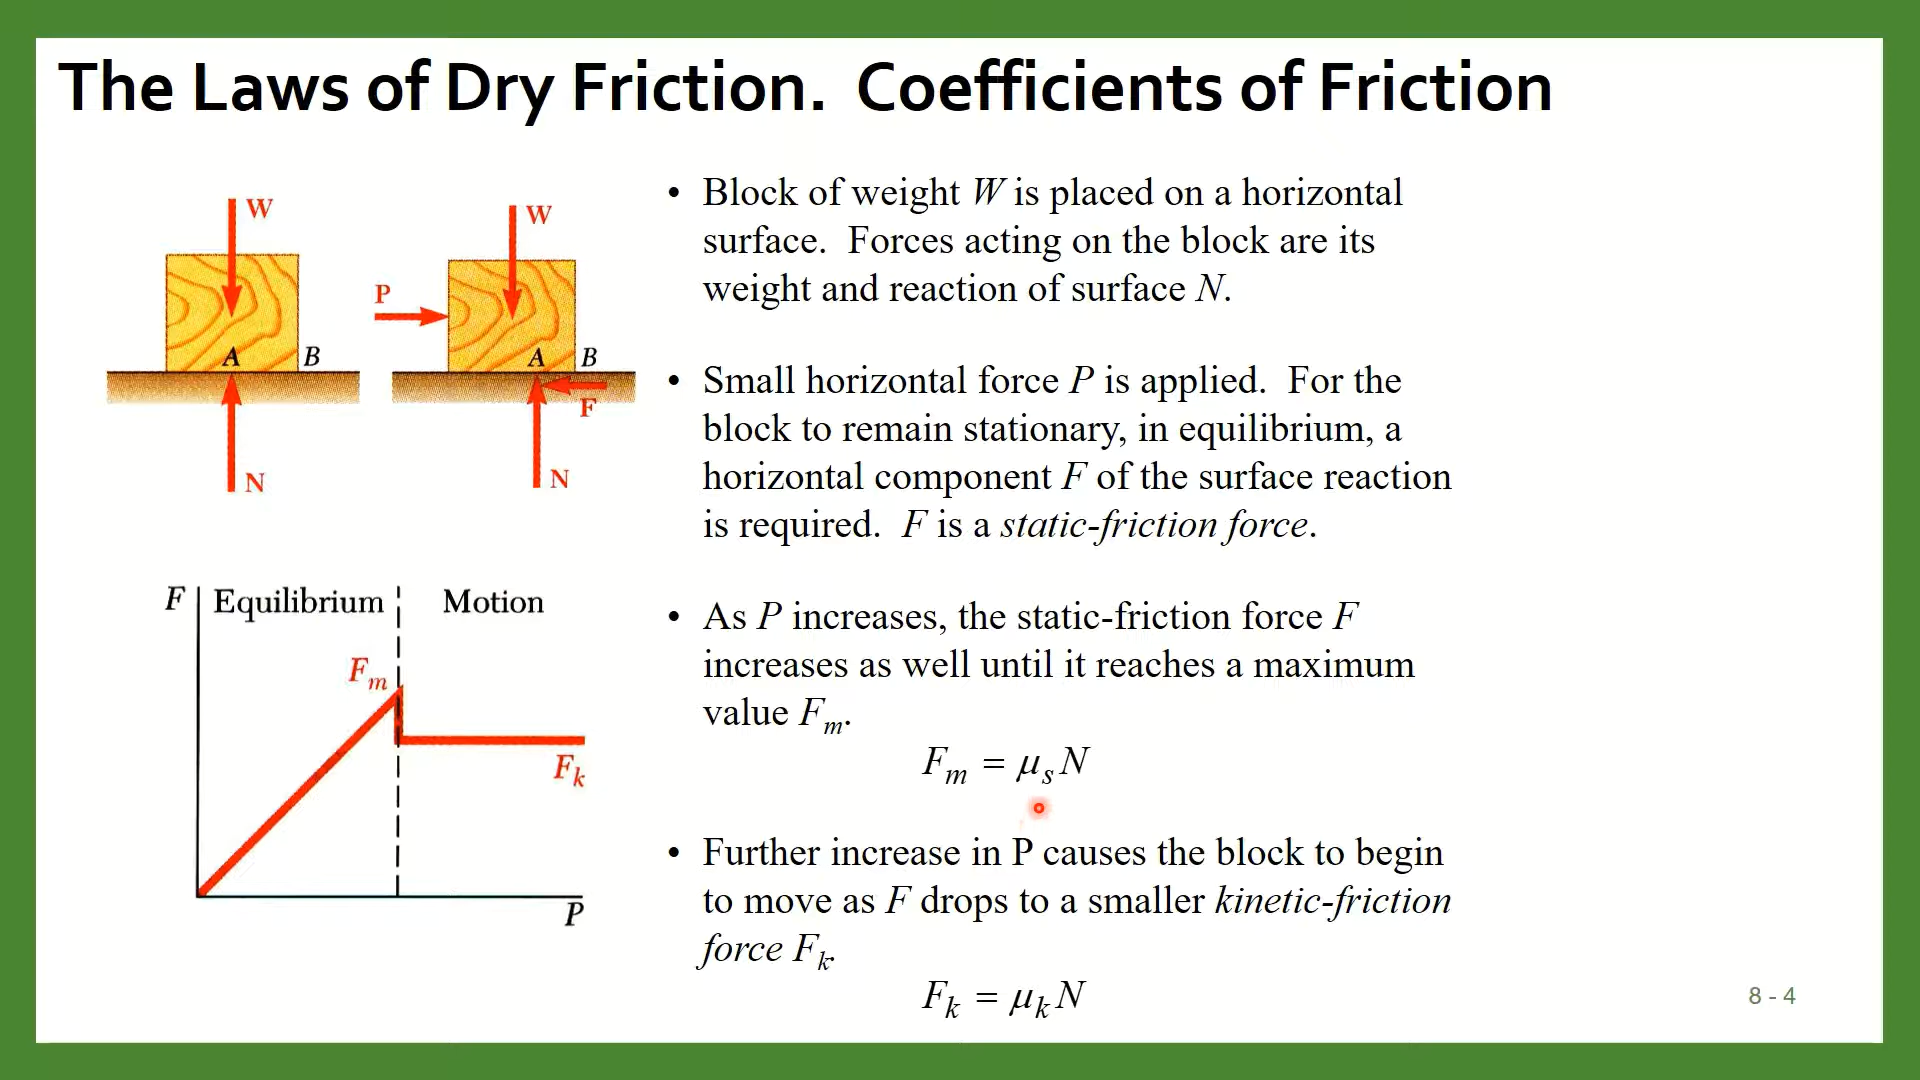 The Laws of Dry Friction.  Coefficients of Friction
W
A
B
N
W
P
A
B
F
N
• Block of weight W is placed on a horizontal
surface.  Forces acting on the block are its
weight and reaction of surface N.
• Small horizontal force P is applied.  For the
block to remain stationary, in equilibrium, a
horizontal component F of the surface reaction
is required.  F is a static-friction force.
F
Equilibrium
Motion
Fm
Fk
P
• As P increases, the static-friction force F
increases as well until it reaches a maximum
value Fm.
Fm = μsN
• Further increase in P causes the block to begin
to move as F drops to a smaller kinetic-friction
force Fk.
Fk = μkN
8 - 4